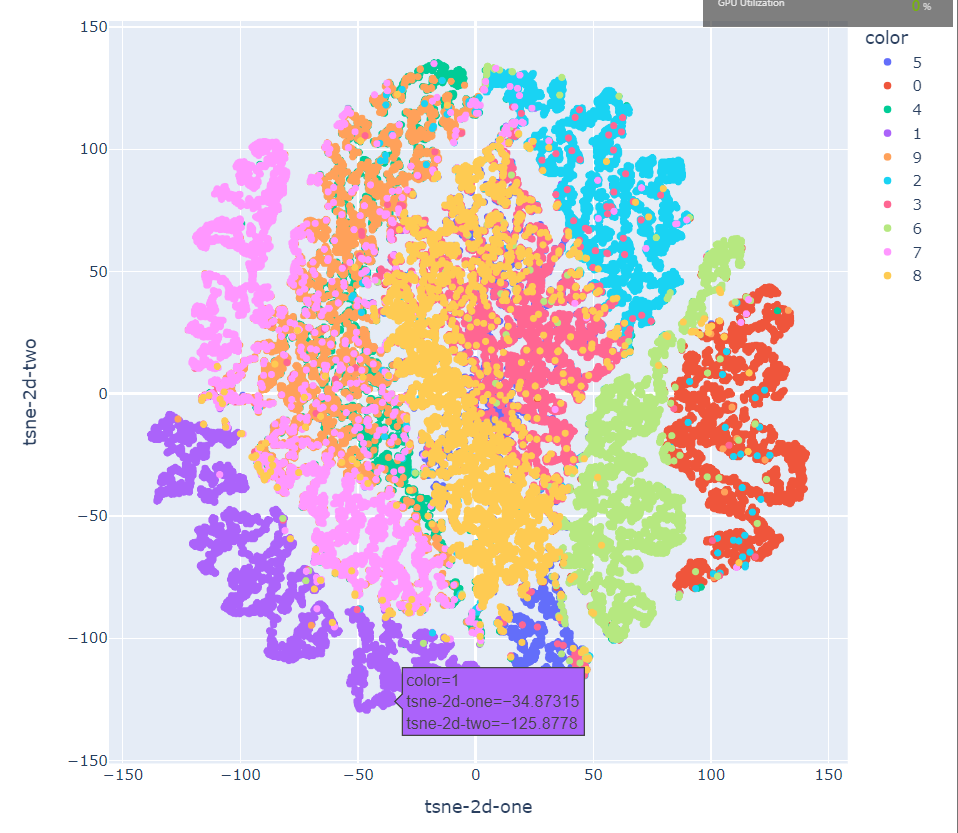 GPU Utilization 0 %
color
5
0
4
1
9
2
3
6
7
8
150
100
50
0
−50
−100
−150
tsne-2d-two
color=1
tsne-2d-one=−34.87315
tsne-2d-two=−125.8778
−150 −100 −50 0 50 100 150
tsne-2d-one